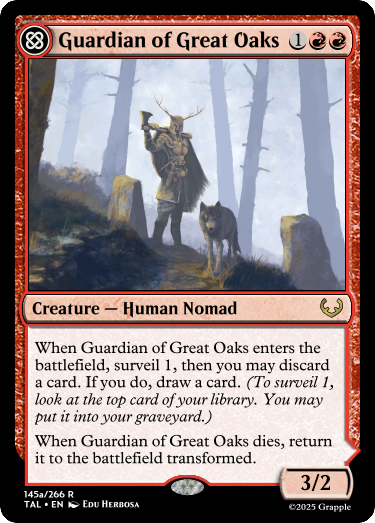 Guardian of Great Oaks 1
Creature — Human Nomad
When Guardian of Great Oaks enters the
battlefield, surveil 1, then you may discard
a card. If you do, draw a card. (To surveil 1,
look at the top card of your library. You may
put it into your graveyard.)
When Guardian of Great Oaks dies, return
it to the battlefield transformed.
3/2
145a/266 R
TAL • EN Edu Herbosa
©2025 Grapple